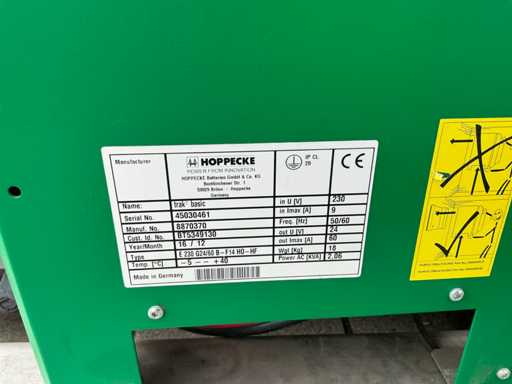 Manufacturer
HOPPECKE
POWER FROM INNOVATION
HOPPECKE Batterien GmbH & Co. KG
Bontkirchener Str. 1
59929 Brilon - Hoppecke
Germany
IP CL
20
CE
Name: trak basic in U [V] 230
Serial No. 45030461 in Imax [A] 9
Manuf. No. 8870370 Freq. [Hz] 50/60
Cust. Id. No. BT5349130 out U [V] 24
Year/Month 16 / 12 out Imax [A] 60
Type E 230 G24/60 B-F14 HO-HF Wgt [Kg] 18
Temp. [°C] -5 -- +40 Power AC [KVA] 2,06
Made in Germany